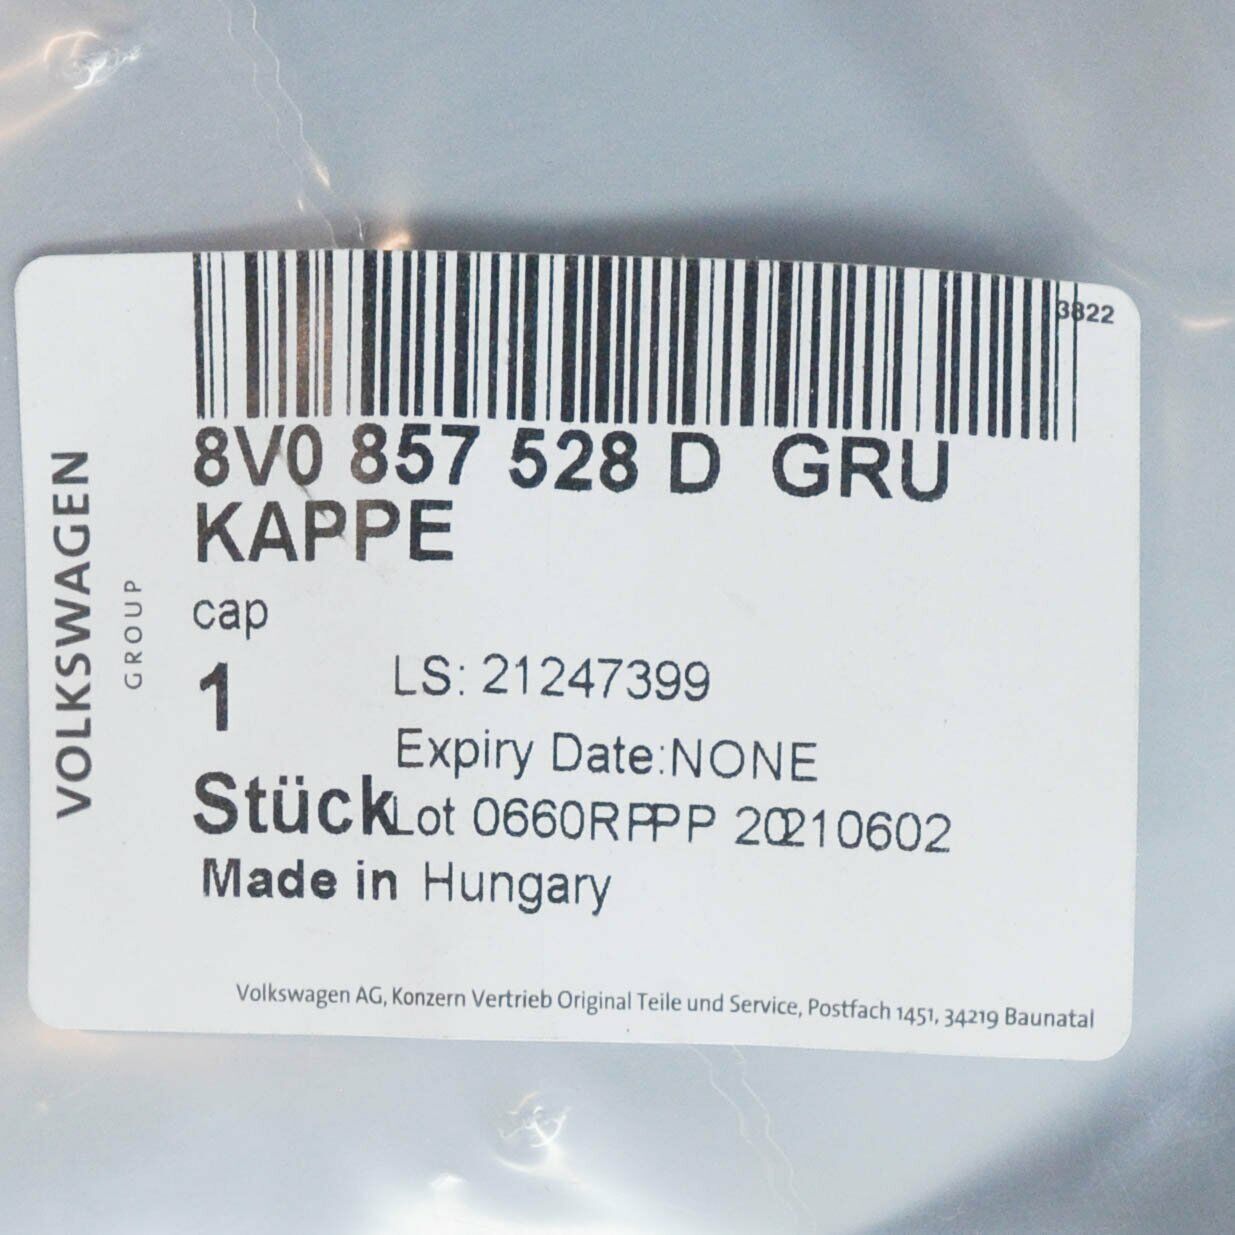 3822
8V0 857 528 D GRU
KAPPE
cap
1
LS: 21247399
Expiry Date:NONE
Stück
Lot 0660RPPP 20210602
Made in Hungary
VOLKSWAGEN
GROUP
Volkswagen AG, Konzern Vertrieb Original Teile und Service, Postfach 1451, 34219 Baunatal